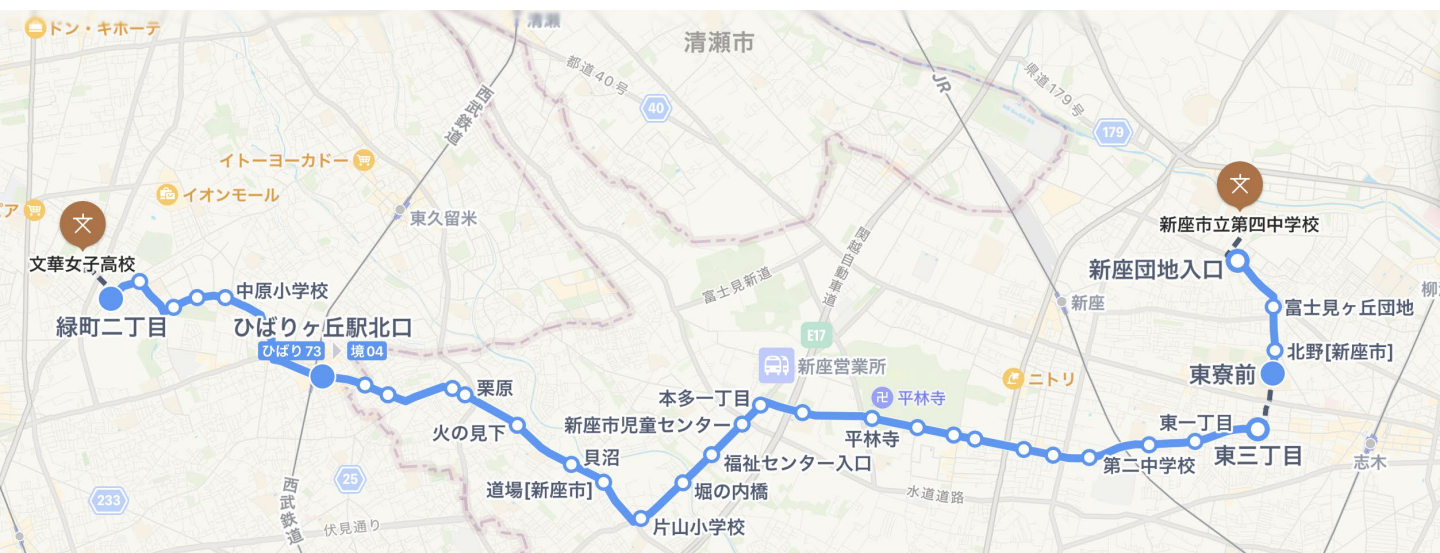 ドン・キホーテ
清瀬
清瀬市
都道40号
40
西武鉄道
JR
県道179号
179
イトーヨーカドー
イオンモール
ピア
東久留米
文華女子高校
新座市立第四中学校
中原小学校
緑町二丁目
ひばりヶ丘駅北口
ひばり73
境04
新座団地入口
富士見ヶ丘団地
北野[新座市]
東寮前
関越自動車道
富士見新道
新座
E17
新座営業所
ニトリ
平林寺
栗原
火の見下
貝沼
道場[新座市]
片山小学校
堀の内橋
福祉センター入口
新座市児童センター
本多一丁目
平林寺
第二中学校
東一丁目
東三丁目
志木
水道道路
233
25
西武鉄道
伏見通り